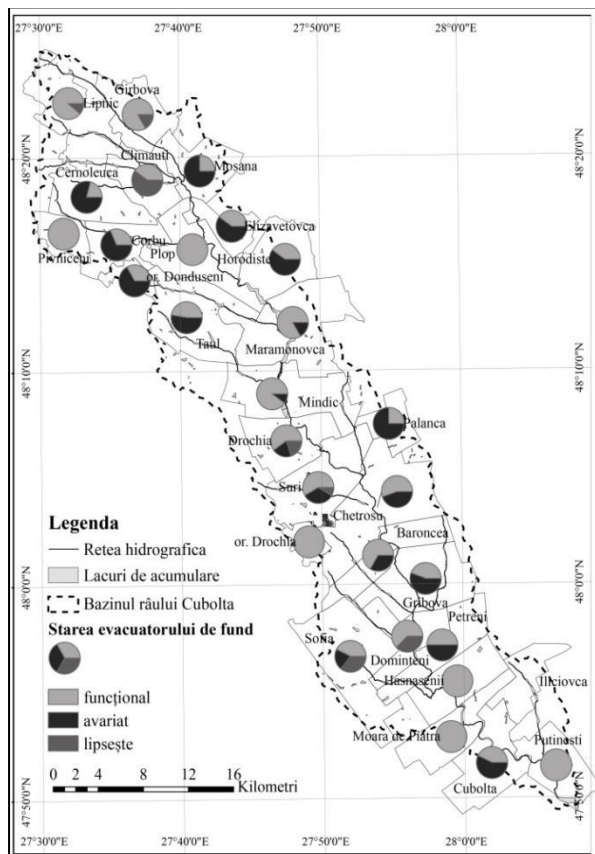 27°30'0"E 27°40'0"E 27°50'0"E 28°0'0"E
Girbova
Lipnic
48°20'0"N
48°20'0"N
Climauti
Mosana
Cernoleuca
Elizavetovca
Corbu
Horodiste
Pivniceni
Plop
or. Donduseni
Taul
Maramonovca
48°10'0"N
48°10'0"N
Mindic
Palanca
Drochia
Suri
Chetrosu
or. Drochia
Baroncea
48°0'0"N
48°0'0"N
Gribova
Petreni
Sofia
Dominteni
Hasnasenii
Iliciovca
Moara de Piatra
Putinesti
Cubolta
47°50'0"N
47°50'0"N
Legenda
Retea hidrografica
Lacuri de acumulare
Bazinul râului Cubolta
Starea evacuatorului de fund
funcțional
avariat
lipsește
0 2 4 8 12 16
Kilometri
27°30'0"E 27°40'0"E 27°50'0"E 28°0'0"E